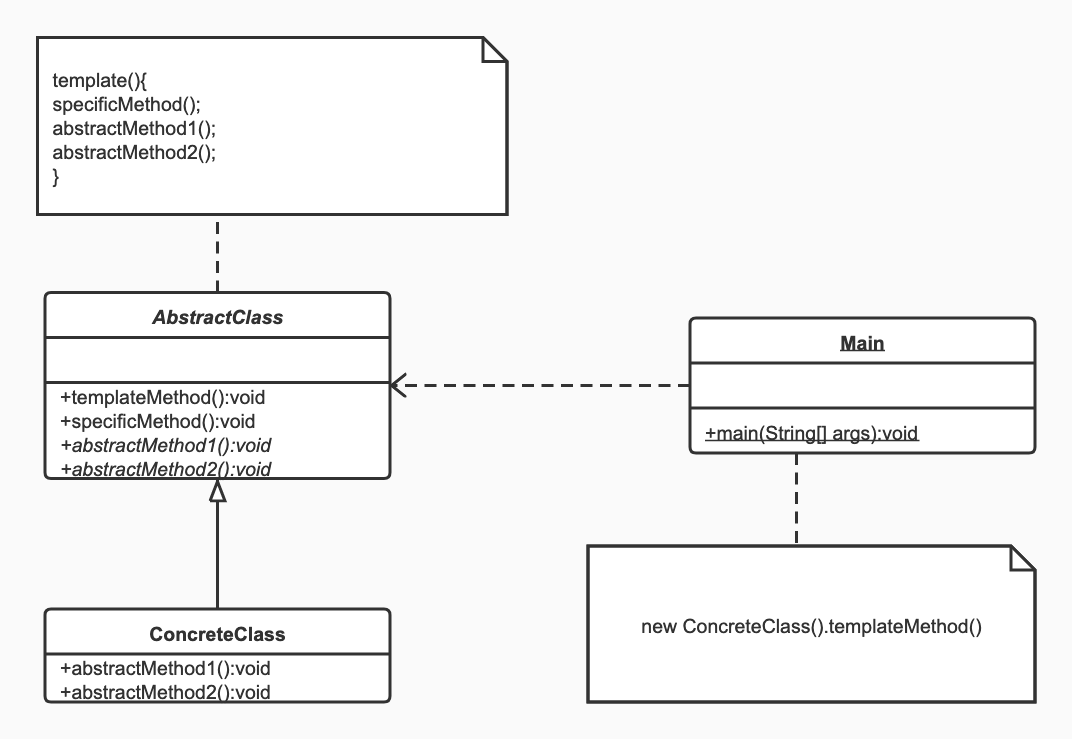 template(){
specificMethod();
abstractMethod1();
abstractMethod2();
}
AbstractClass
+templateMethod():void
+specificMethod():void
+abstractMethod1():void
+abstractMethod2():void
Main
+main(String[] args):void
ConcreteClass
+abstractMethod1():void
+abstractMethod2():void
new ConcreteClass().templateMethod()